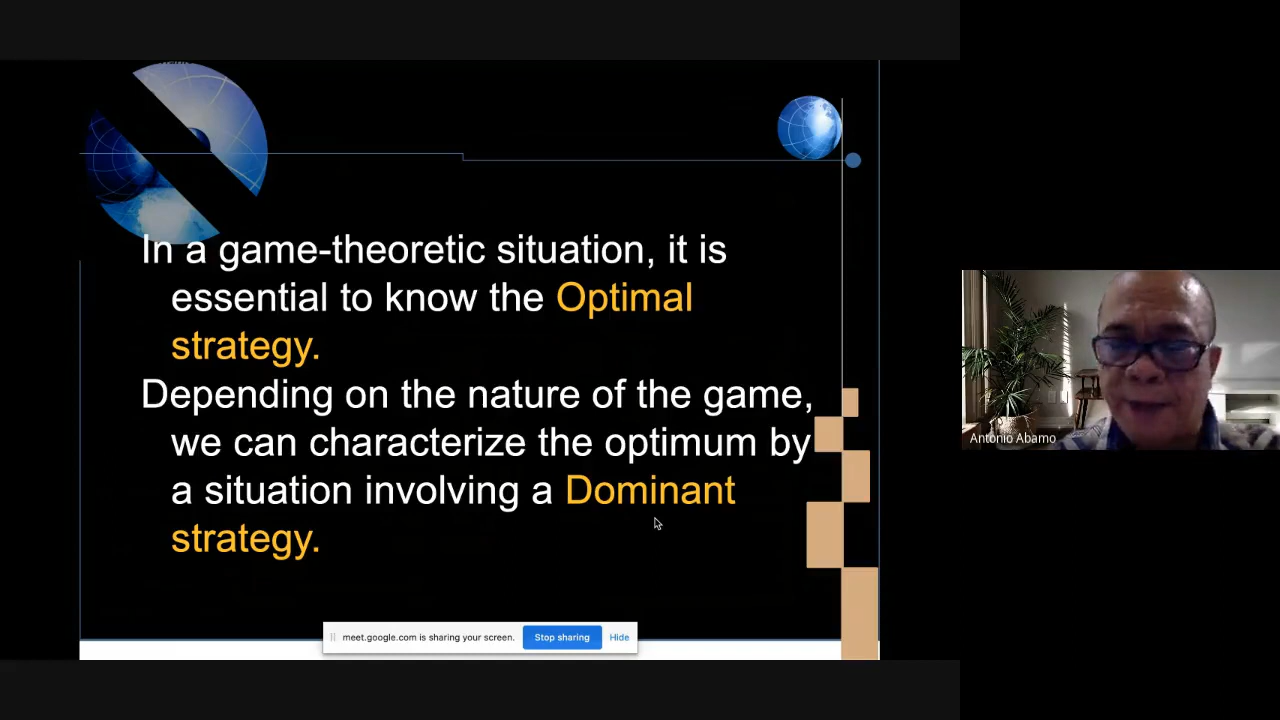 In a game-theoretic situation, it is
essential to know the Optimal
strategy.
Depending on the nature of the game,
we can characterize the optimum by
a situation involving a Dominant
strategy.
meet.google.com is sharing your screen. Stop sharing Hide
Antonio Abamo